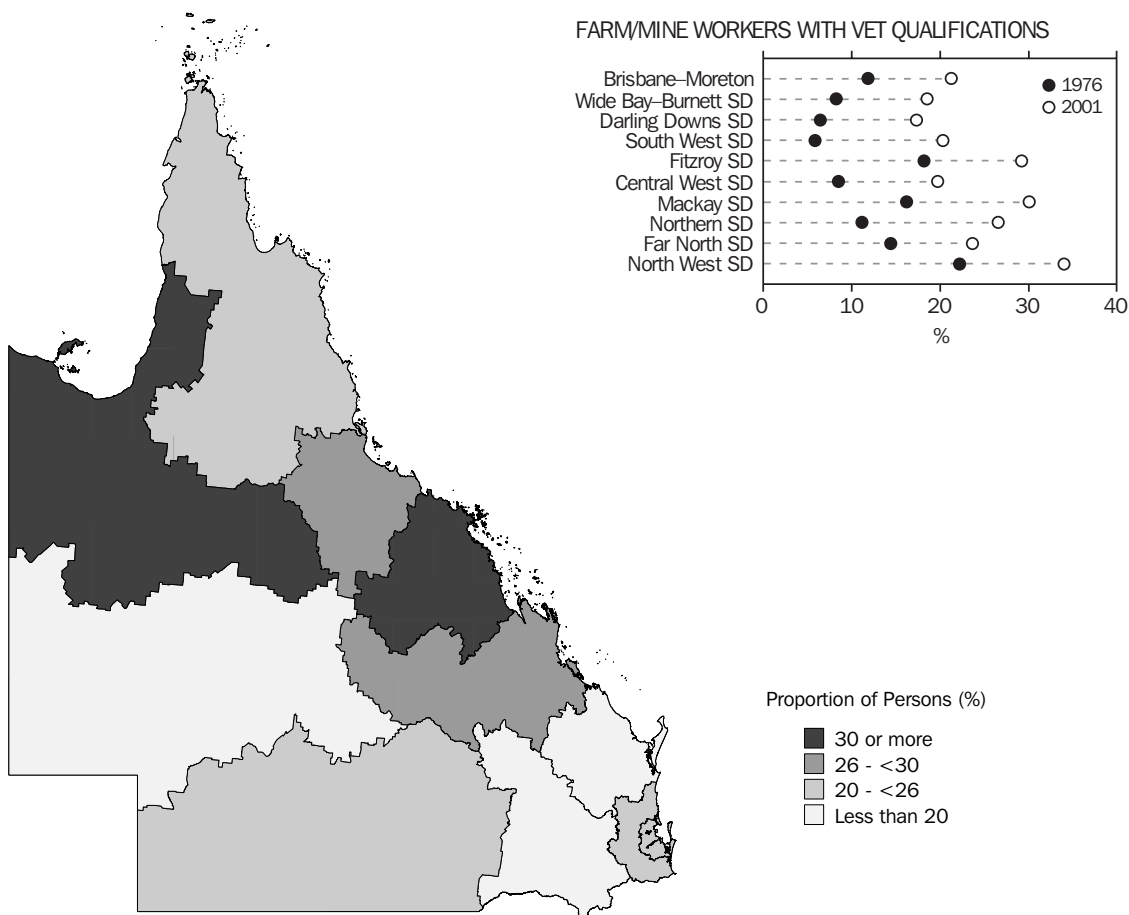 FARM/MINE WORKERS WITH VET QUALIFICATIONS
Brisbane–Moreton
Wide Bay–Burnett SD
Darling Downs SD
South West SD
Fitzroy SD
Central West SD
Mackay SD
Northern SD
Far North SD
North West SD
1976
2001
0 10 20 30 40
%
Proportion of Persons (%)
30 or more
26 - <30
20 - <26
Less than 20